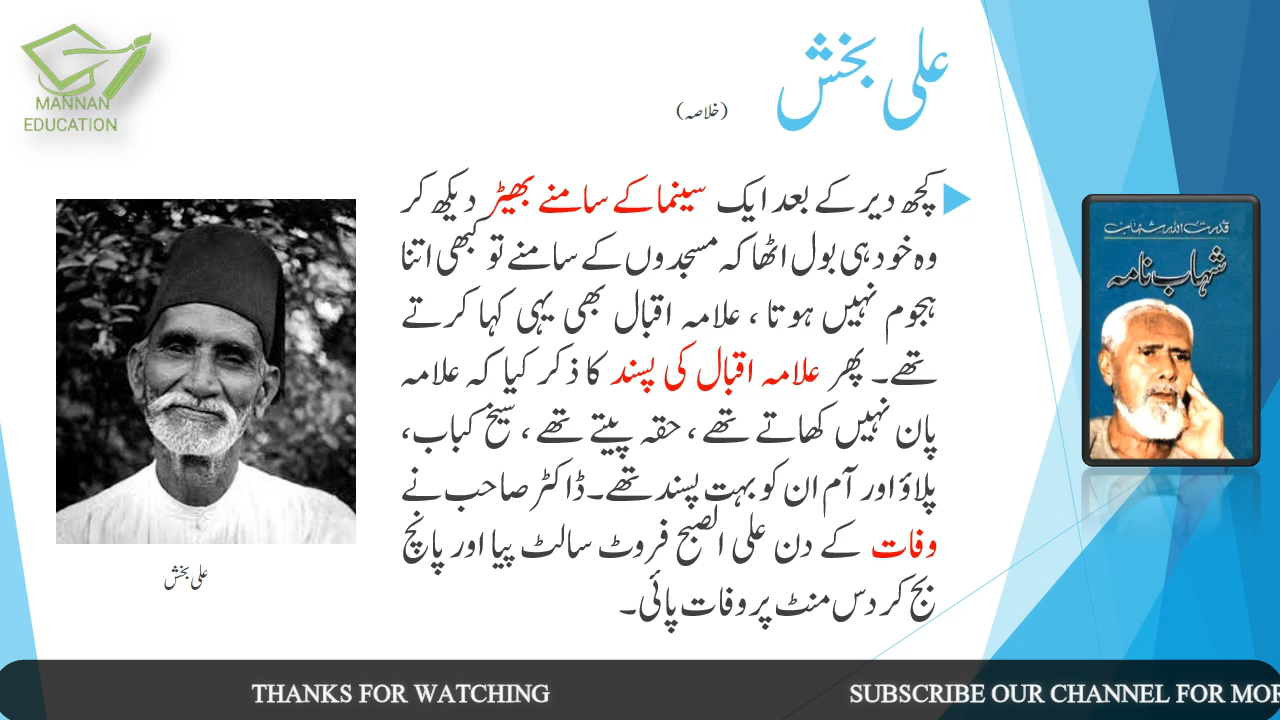 MANNAN
EDUCATION
علی بخش
(خلاصہ)
کچھ دیر کے بعد ایک سینما کے سامنے بھیڑ دیکھ کر
وہ خود ہی بول اٹھا کہ مسجدوں کے سامنے تو کبھی اتنا
ہجوم نہیں ہوتا، علامہ اقبال بھی یہی کہا کرتے
تھے۔ پھر علامہ اقبال کی پسند کا ذکر کیا کہ علامہ
پان نہیں کھاتے تھے، حقہ پیتے تھے، سیخ کباب،
پلاؤ اور آم ان کو بہت پسند تھے۔ ڈاکٹر صاحب نے
وفات کے دن علی الصبح فروٹ سالٹ پیا اور پانچ
بج کر دس منٹ پر وفات پائی۔
علی بخش
قدرت اللہ شہاب
شہاب نامہ
THANKS FOR WATCHING
SUBSCRIBE OUR CHANNEL FOR MOR